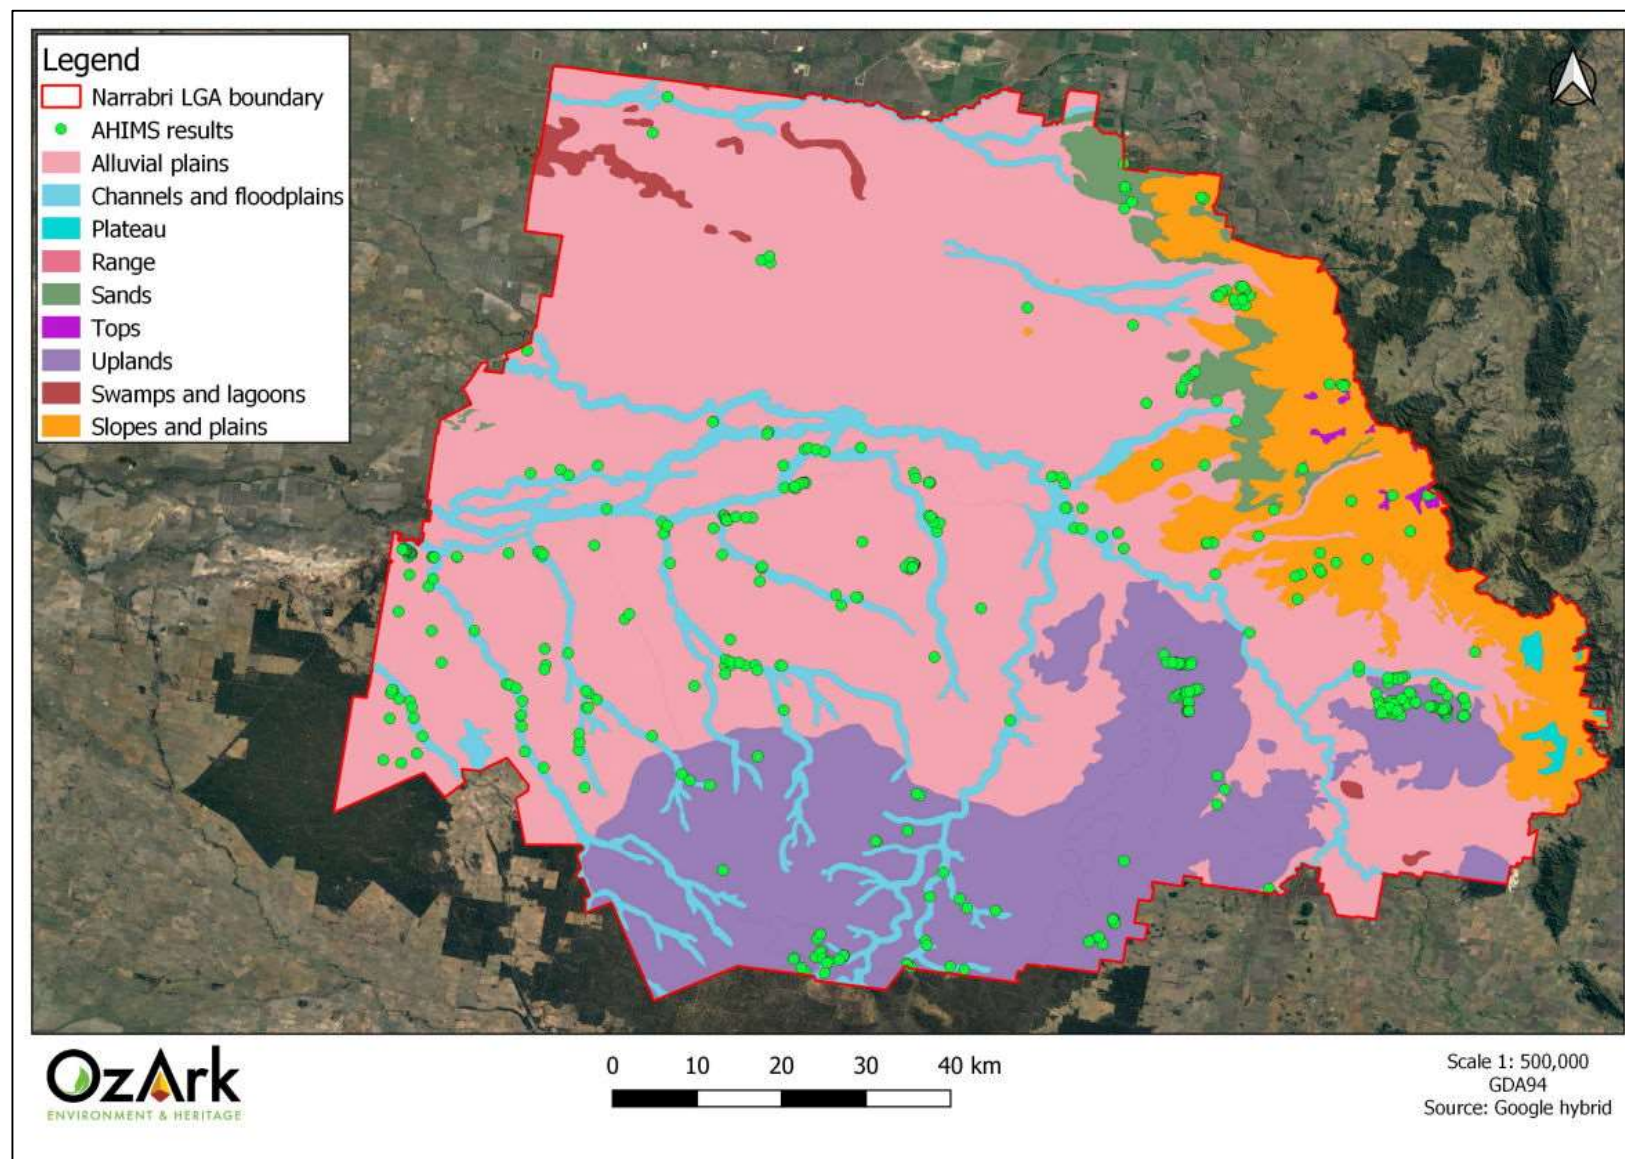 Legend
Narrabri LGA boundary
AHIMS results
Alluvial plains
Channels and floodplains
Plateau
Range
Sands
Tops
Uplands
Swamps and lagoons
Slopes and plains
OzArk
ENVIRONMENT & HERITAGE
0 10 20 30 40 km
Scale 1: 500,000
GDA94
Source: Google hybrid